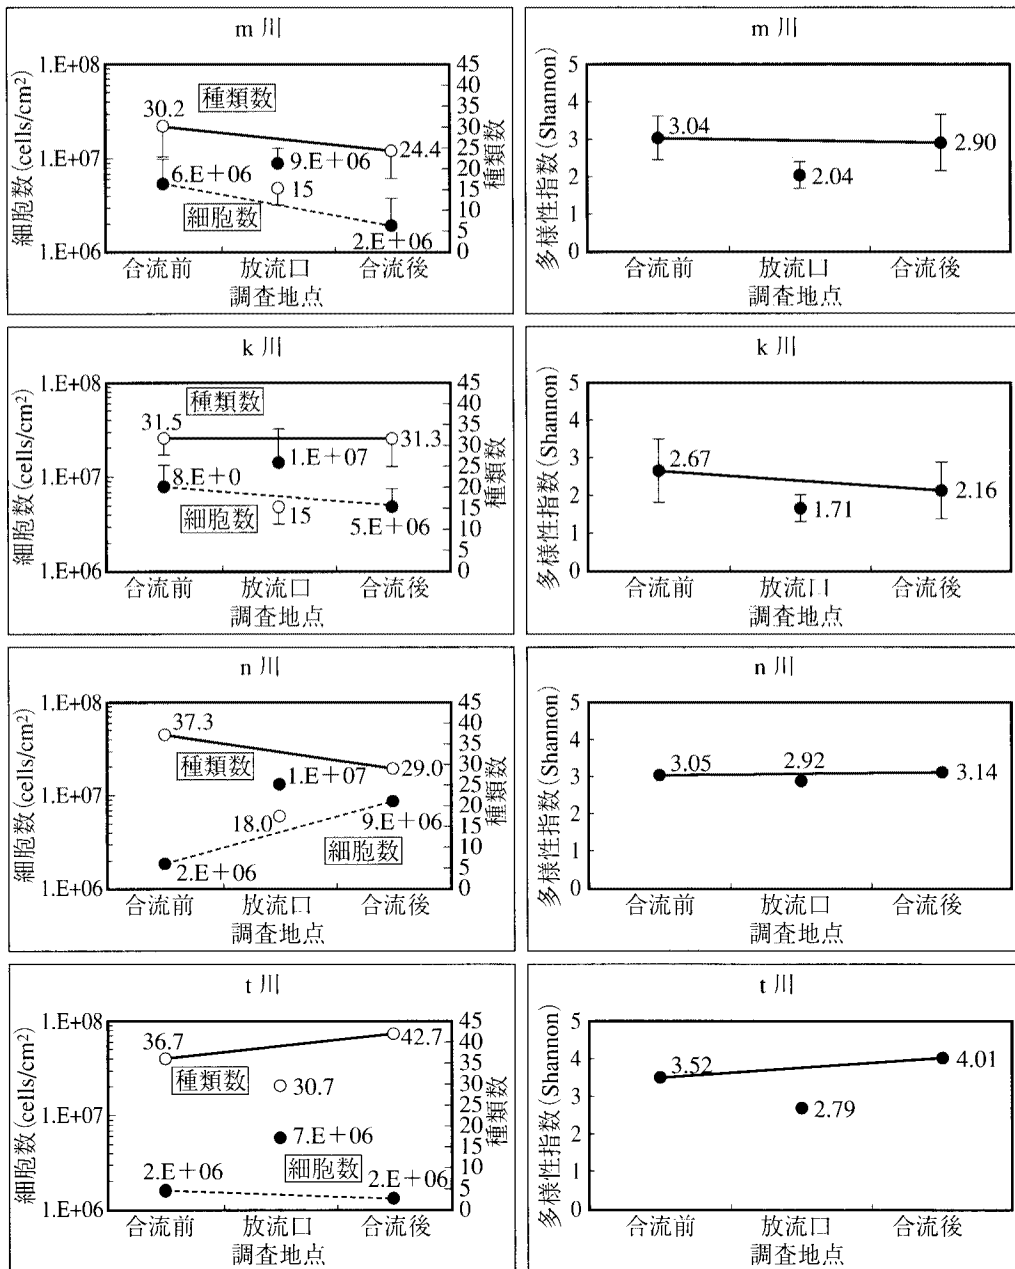 m 川
細胞数(cells/cm²)
1.E+08
1.E+07
1.E+06
30.2
種類数
24.4
6.E+06
9.E+06
15
細胞数
2.E+06
45
40
35
30
25
20
15
10
5
0
種類数
合流前 放流口 合流後
調査地点
m 川
多様性指数(Shannon)
5
4
3
2
1
0
3.04
2.04
2.90
合流前 放流口 合流後
調査地点
k 川
細胞数(cells/cm²)
1.E+08
1.E+07
1.E+06
種類数
31.5
31.3
8.E+0
1.E+07
細胞数
15
5.E+06
45
40
35
30
25
20
15
10
5
0
種類数
合流前 放流口 合流後
調査地点
k 川
多様性指数(Shannon)
5
4
3
2
1
0
2.67
1.71
2.16
合流前 放流口 合流後
調査地点
n 川
細胞数(cells/cm²)
1.E+08
1.E+07
1.E+06
37.3
種類数
1.E+07
29.0
18.0
9.E+06
細胞数
2.E+06
45
40
35
30
25
20
15
10
5
0
種類数
合流前 放流口 合流後
調査地点
n 川
多様性指数(Shannon)
5
4
3
2
1
0
3.05
2.92
3.14
合流前 放流口 合流後
調査地点
t 川
細胞数(cells/cm²)
1.E+08
1.E+07
1.E+06
36.7
42.7
種類数
30.7
7.E+06
細胞数
2.E+06
2.E+06
45
40
35
30
25
20
15
10
5
0
種類数
合流前 放流口 合流後
調査地点
t 川
多様性指数(Shannon)
5
4
3
2
1
0
3.52
2.79
4.01
合流前 放流口 合流後
調査地点